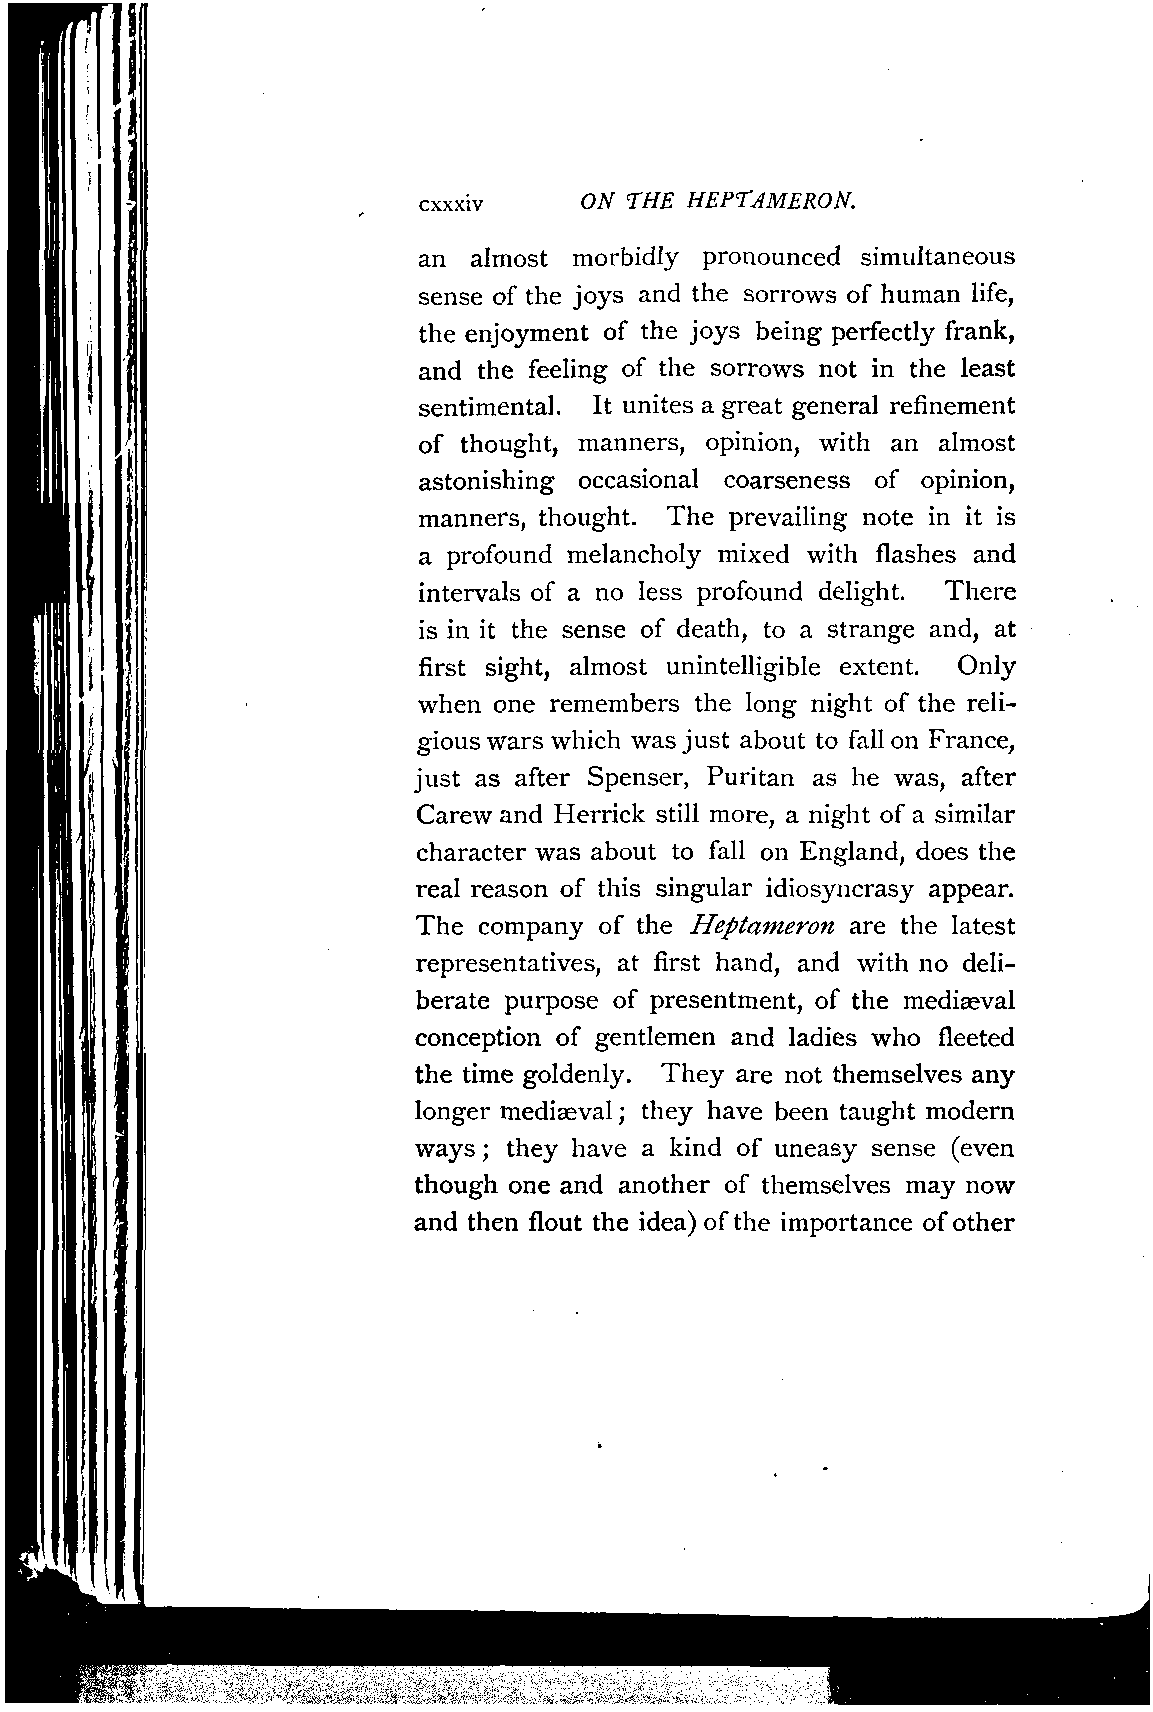 cxxxiv ON THE HEPTAMERON.
an almost morbidly pronounced simultaneous
sense of the joys and the sorrows of human life,
the enjoyment of the joys being perfectly frank,
and the feeling of the sorrows not in the least
sentimental. It unites a great general refinement
of thought, manners, opinion, with an almost
astonishing occasional coarseness of opinion,
manners, thought. The prevailing note in it is
a profound melancholy mixed with flashes and
intervals of a no less profound delight. There
is in it the sense of death, to a strange and, at
first sight, almost unintelligible extent. Only
when one remembers the long night of the reli-
gious wars which was just about to fall on France,
just as after Spenser, Puritan as he was, after
Carew and Herrick still more, a night of a similar
character was about to fall on England, does the
real reason of this singular idiosyncrasy appear.
The company of the Heptameron are the latest
representatives, at first hand, and with no deli-
berate purpose of presentment, of the mediæval
conception of gentlemen and ladies who fleeted
the time goldenly. They are not themselves any
longer mediæval; they have been taught modern
ways; they have a kind of uneasy sense (even
though one and another of themselves may now
and then flout the idea) of the importance of other